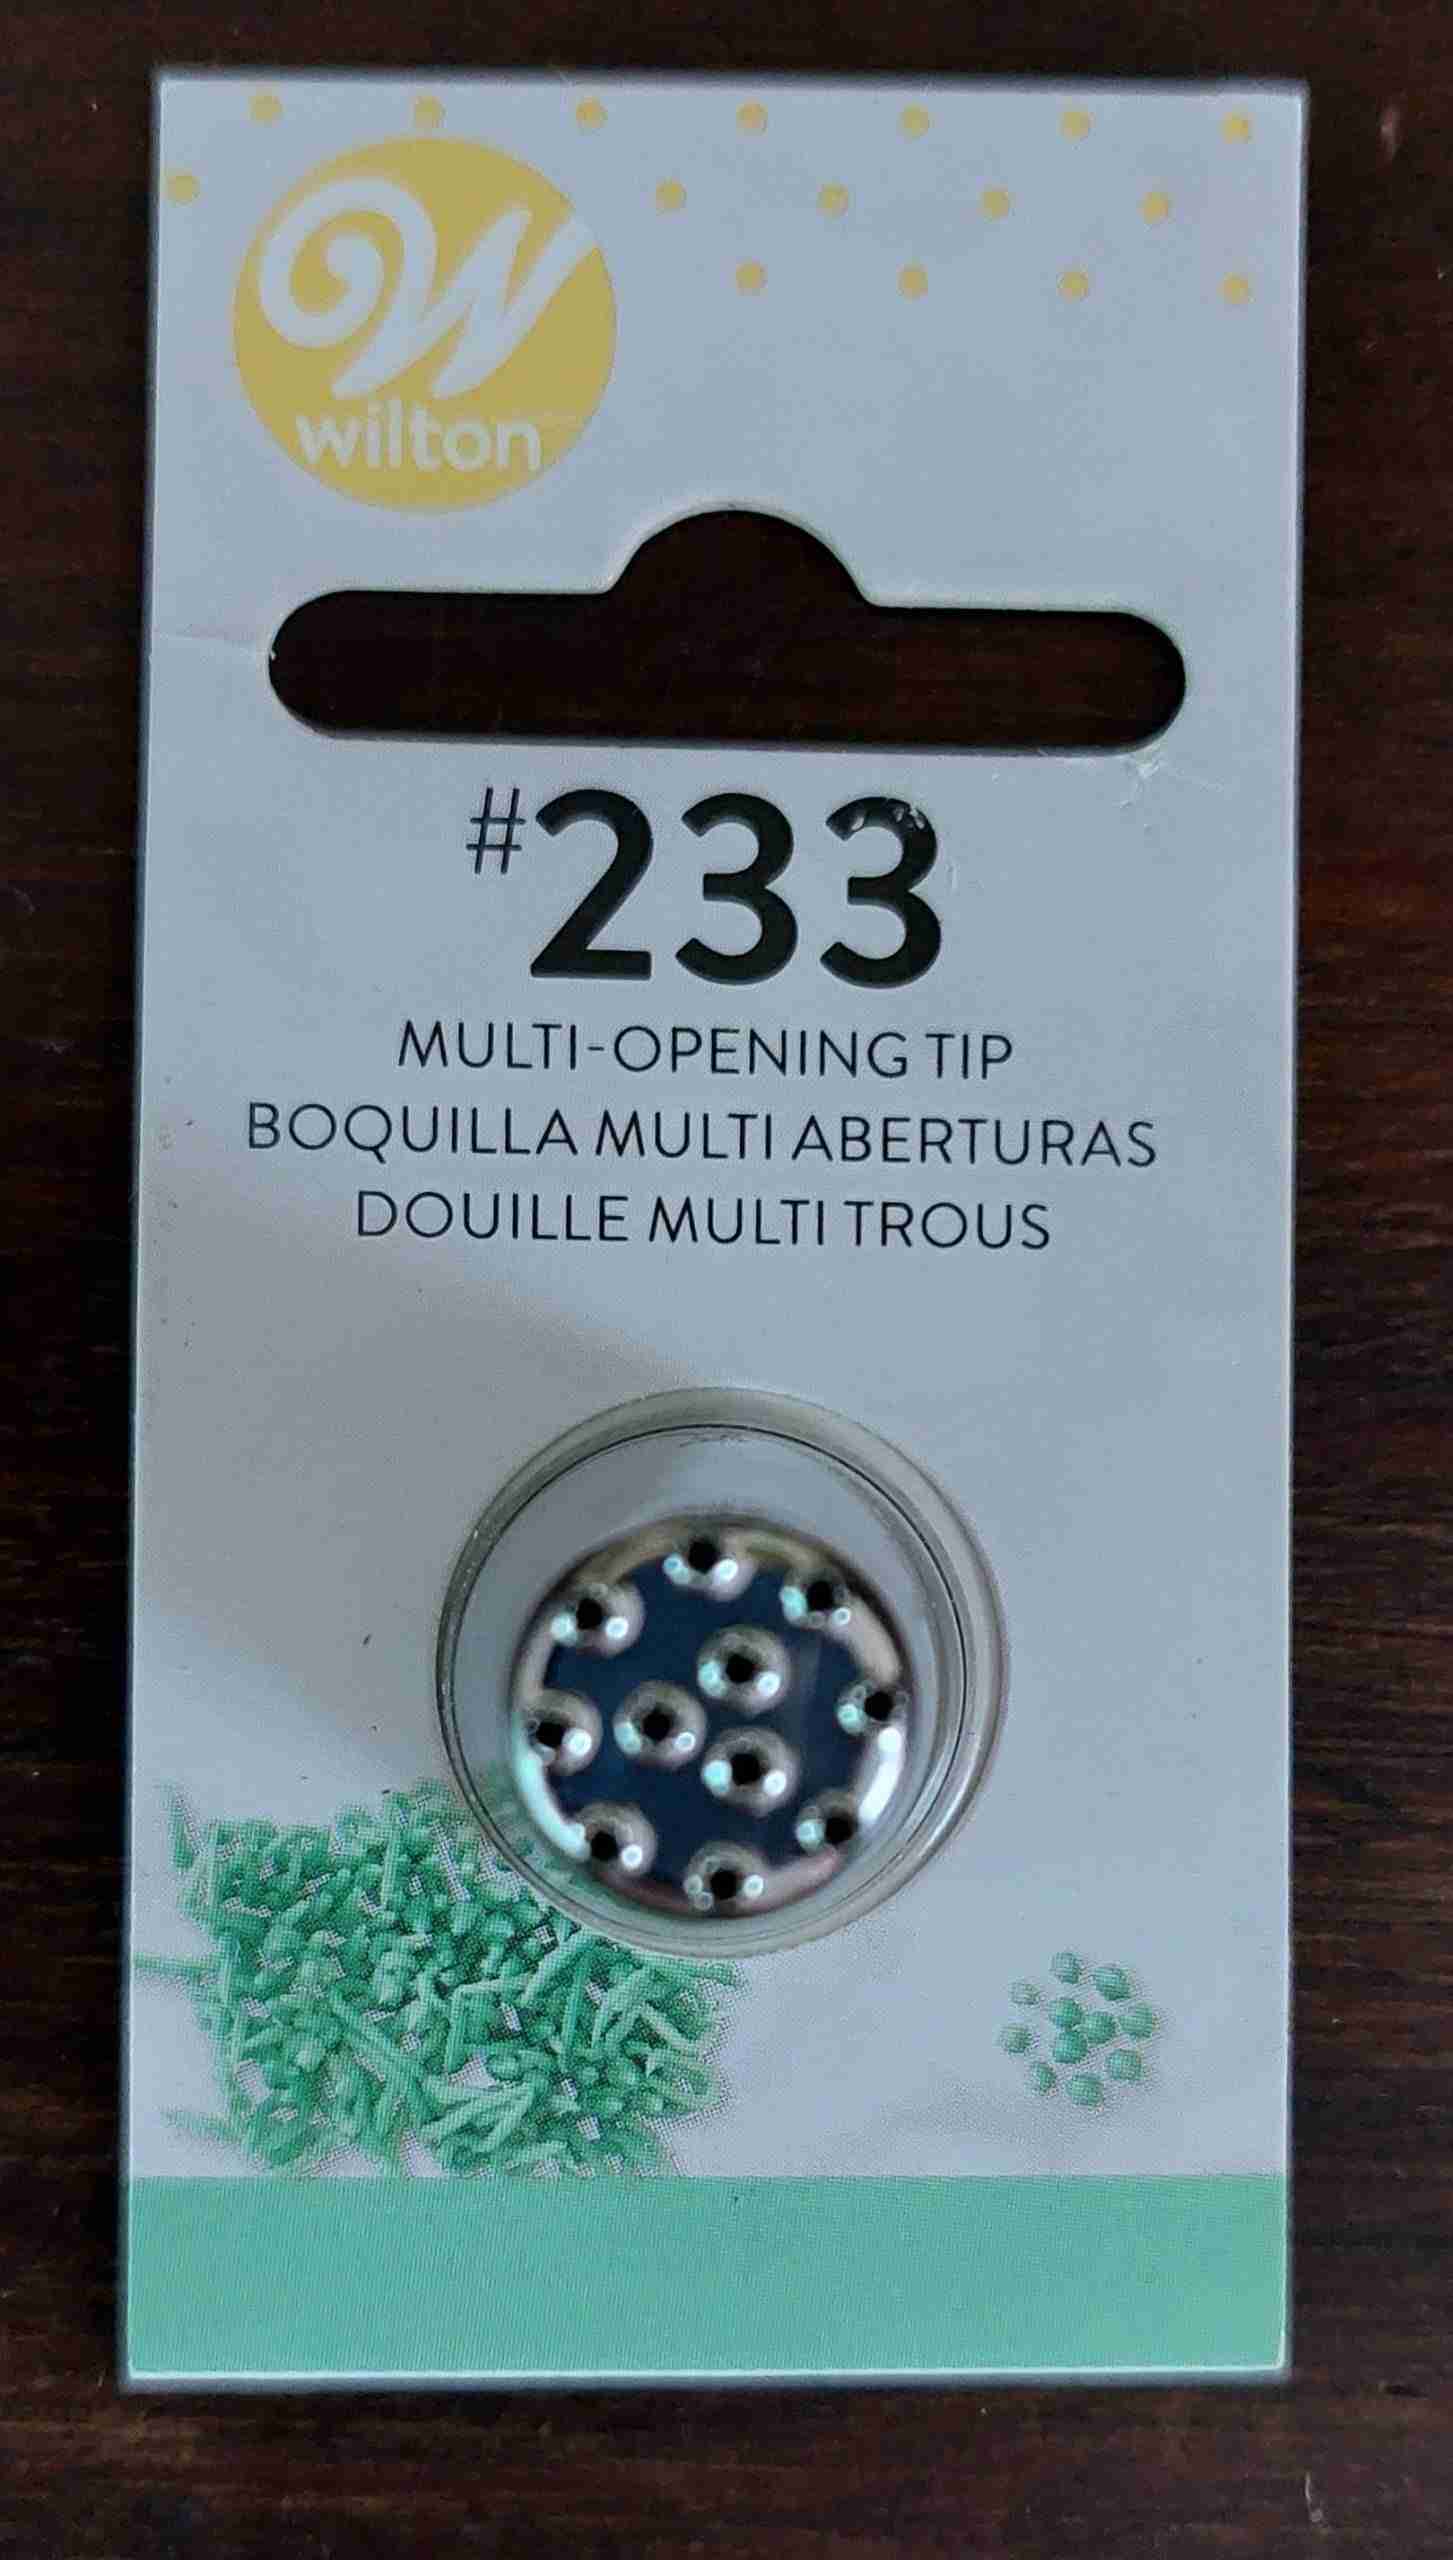 W
wilton
#233
MULTI-OPENING TIP
BOQUILLA MULTI ABERTURAS
DOUILLE MULTI TROUS